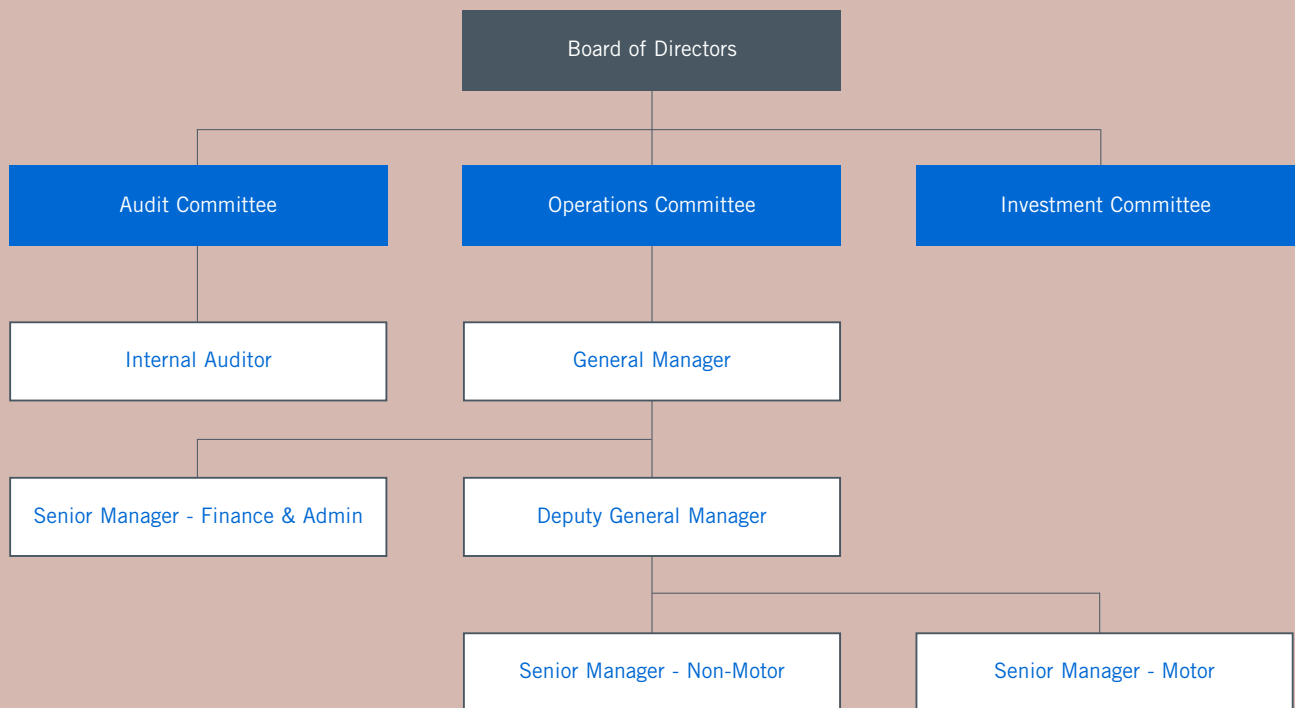 Board of Directors
Audit Committee
Operations Committee
Investment Committee
Internal Auditor
General Manager
Senior Manager - Finance & Admin
Deputy General Manager
Senior Manager - Non-Motor
Senior Manager - Motor